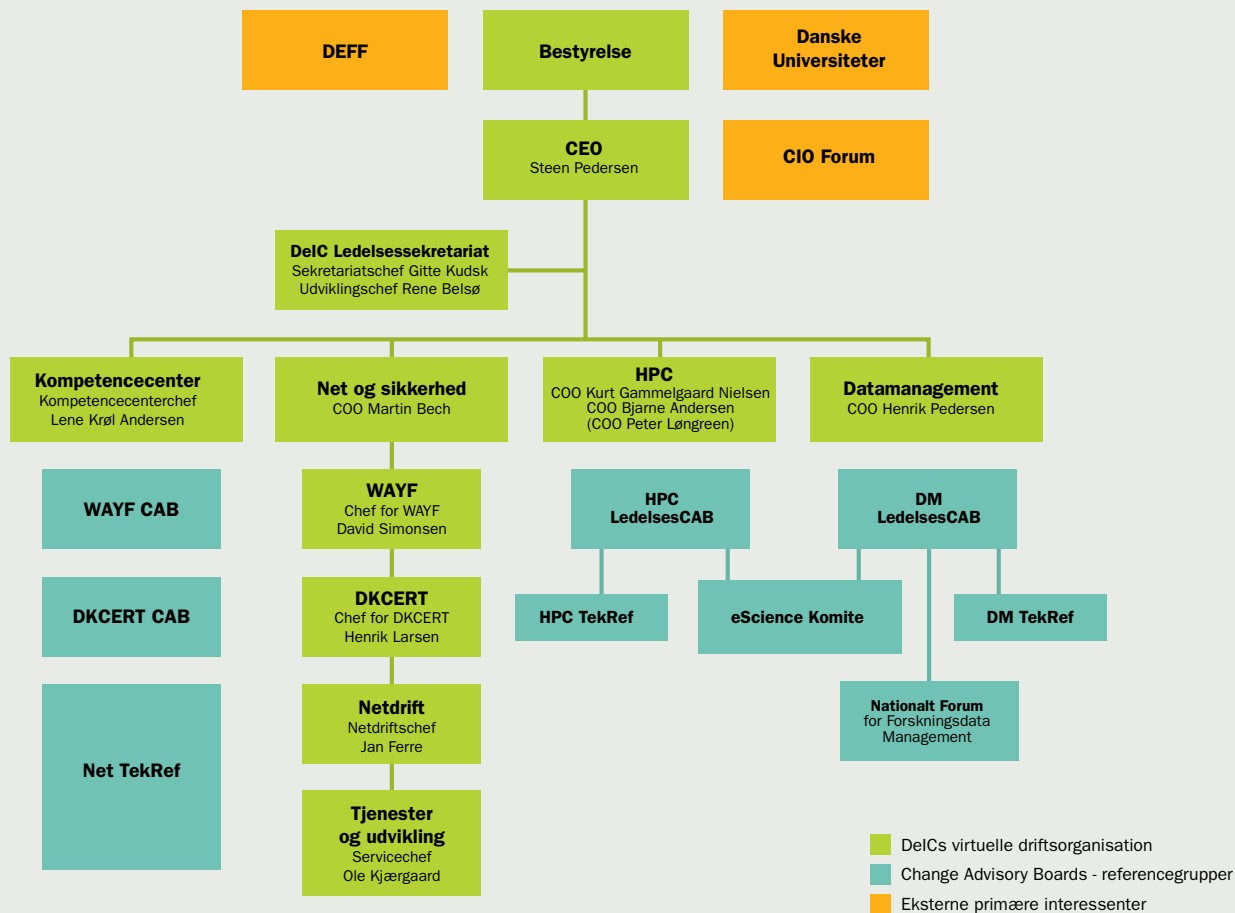 DEFF
Bestyrelse
Danske
Universiteter
CEO
Steen Pedersen
CIO Forum
DeIC Ledelsessekretariat
Sekretariatschef Gitte Kudsk
Udviklingschef Rene Belsø
Kompetencecenter
Kompetencecenterchef
Lene Krøl Andersen
Net og sikkerhed
COO Martin Bech
HPC
COO Kurt Gammelgaard Nielsen
COO Bjarne Andersen
(COO Peter Løngreen)
Datamanagement
COO Henrik Pedersen
WAYF CAB
WAYF
Chef for WAYF
David Simonsen
HPC
LedelsesCAB
DM
LedelsesCAB
DKCERT CAB
DKCERT
Chef for DKCERT
Henrik Larsen
HPC TekRef
eScience Komite
DM TekRef
Net TekRef
Netdrift
Netdriftschef
Jan Ferre
Nationalt Forum
for Forskningsdata
Management
Tjenester
og udvikling
Servicechef
Ole Kjærgaard
DeICs virtuelle driftsorganisation
Change Advisory Boards - referencegrupper
Eksterne primære interessenter